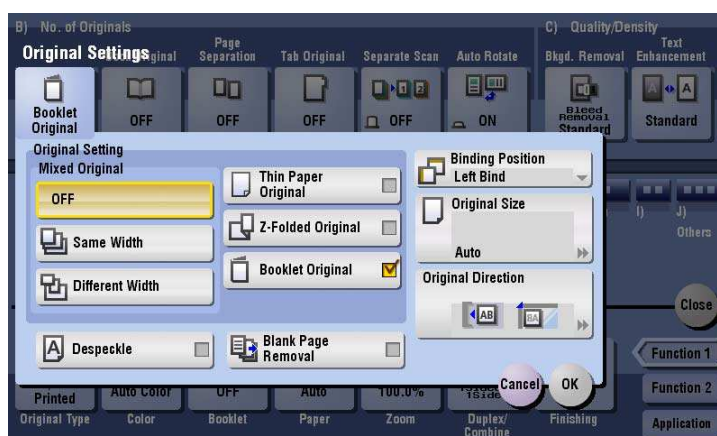 B) No. of Originals
C) Quality/Density
Original Settings
Original
Page
Separation
Tab Original
Separate Scan
Auto Rotate
Bkgd. Removal
Text
Enhancement
Booklet
Original
OFF
OFF
OFF
OFF
ON
Bleed
Removal
Standard
Standard
Original Setting
Mixed Original
OFF
Same Width
Different Width
Thin Paper
Original
Z-Folded Original
Booklet Original
Despeckle
Blank Page
Removal
Binding Position
Left Bind
Original Size
Auto
Original Direction
AB
BA
Cancel
OK
I)
J)
Others
Close
Function 1
Function 2
Application
Printed
Auto Color
OFF
Auto
100.0%
1Side
Original Type
Color
Booklet
Paper
Zoom
Duplex/
Combine
Finishing